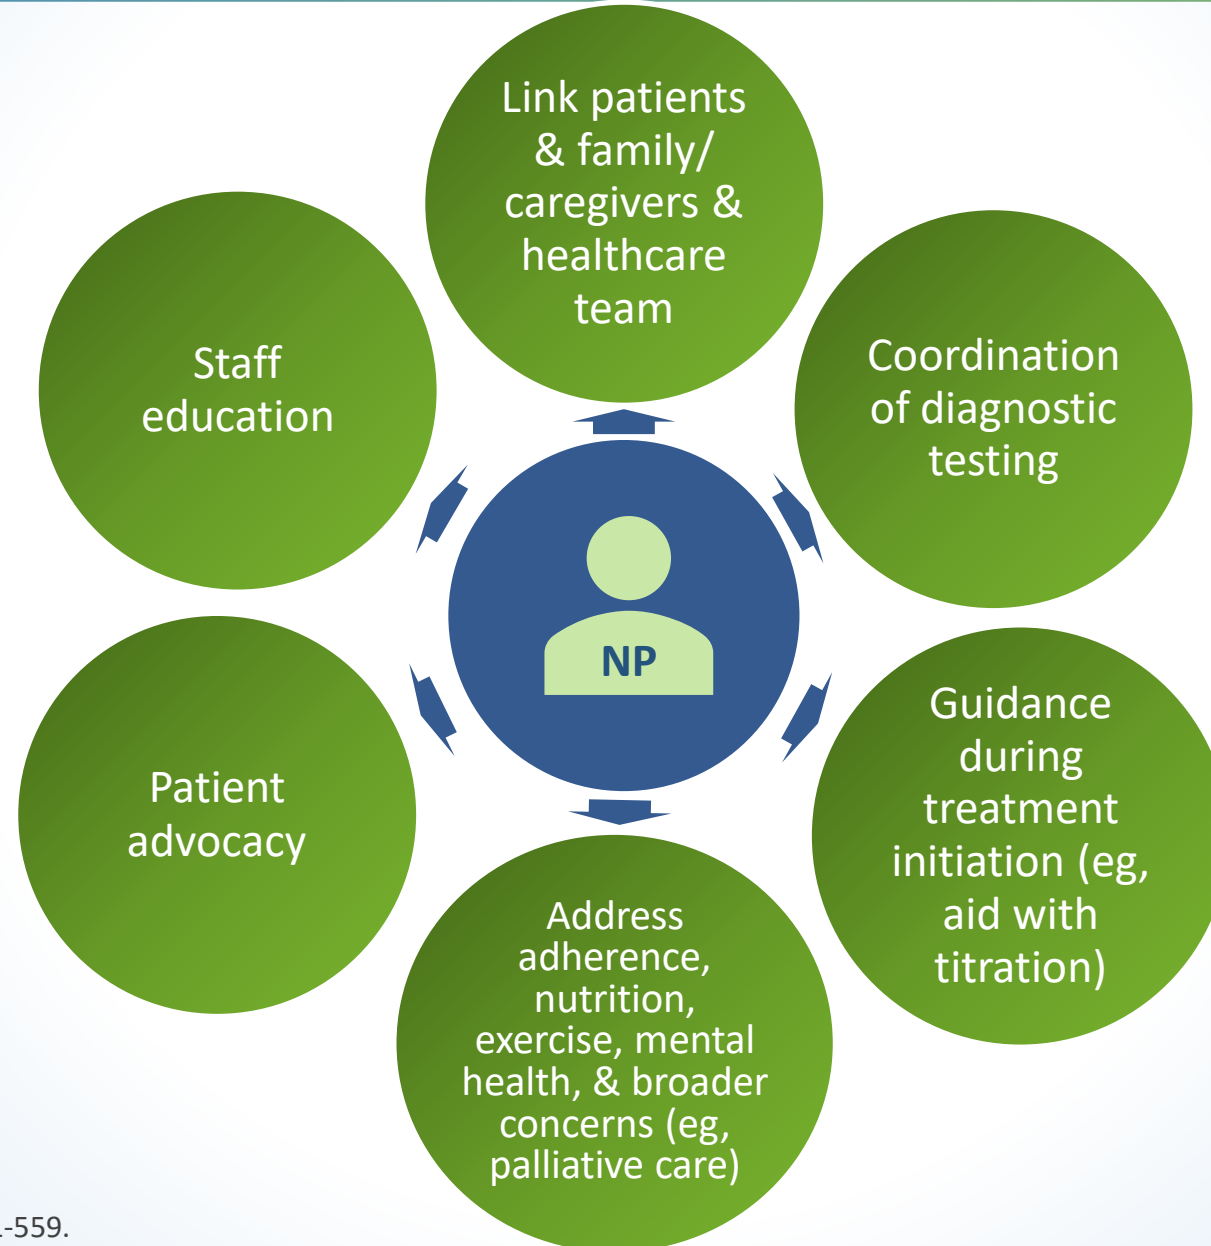 Link patients
& family/
caregivers &
healthcare
team
Staff
education
Coordination
of diagnostic
testing
NP
Guidance
during
treatment
initiation (eg,
aid with
titration)
Patient
advocacy
Address
adherence,
nutrition,
exercise, mental
health, & broader
concerns (eg,
palliative care)
-559.